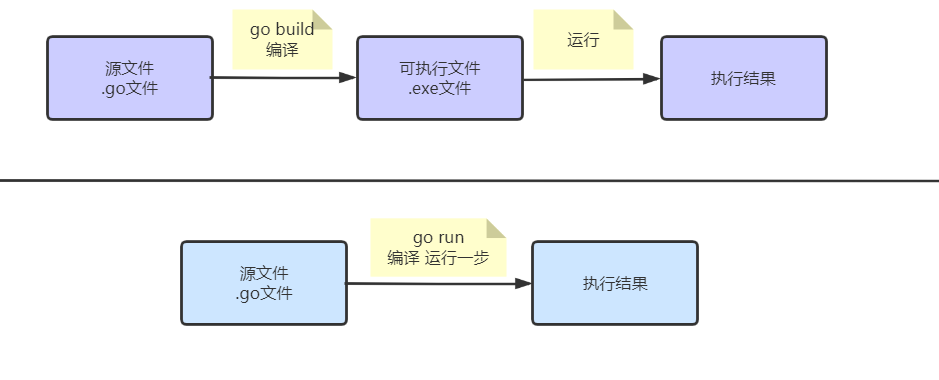 go build
编译
运行
源文件
.go文件
可执行文件
.exe文件
执行结果
go run
编译 运行一步
源文件
.go文件
执行结果